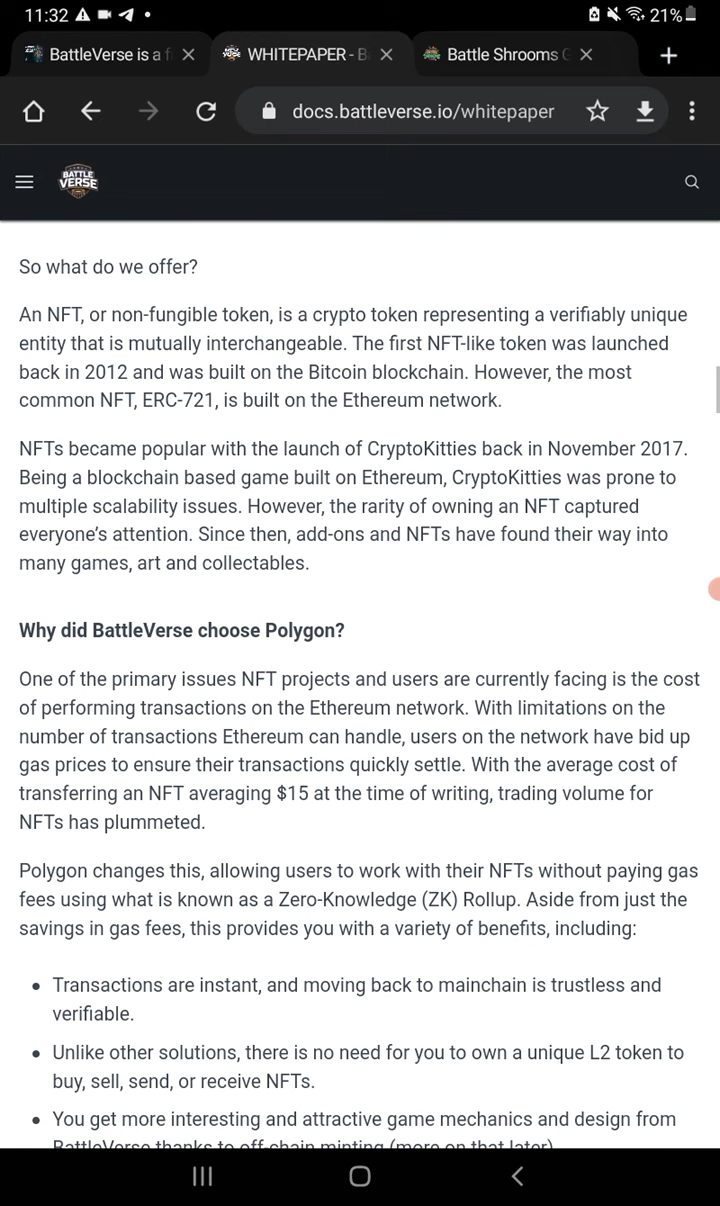 11:32
21%
BattleVerse is a f
WHITEPAPER - B
Battle Shrooms G
docs.battleverse.io/whitepaper
BATTLE
VERSE
So what do we offer?
An NFT, or non-fungible token, is a crypto token representing a verifiably unique
entity that is mutually interchangeable. The first NFT-like token was launched
back in 2012 and was built on the Bitcoin blockchain. However, the most
common NFT, ERC-721, is built on the Ethereum network.
NFTs became popular with the launch of CryptoKitties back in November 2017.
Being a blockchain based game built on Ethereum, CryptoKitties was prone to
multiple scalability issues. However, the rarity of owning an NFT captured
everyone’s attention. Since then, add-ons and NFTs have found their way into
many games, art and collectables.
Why did BattleVerse choose Polygon?
One of the primary issues NFT projects and users are currently facing is the cost
of performing transactions on the Ethereum network. With limitations on the
number of transactions Ethereum can handle, users on the network have bid up
gas prices to ensure their transactions quickly settle. With the average cost of
transferring an NFT averaging $15 at the time of writing, trading volume for
NFTs has plummeted.
Polygon changes this, allowing users to work with their NFTs without paying gas
fees using what is known as a Zero-Knowledge (ZK) Rollup. Aside from just the
savings in gas fees, this provides you with a variety of benefits, including:
• Transactions are instant, and moving back to mainchain is trustless and
verifiable.
• Unlike other solutions, there is no need for you to own a unique L2 token to
buy, sell, send, or receive NFTs.
• You get more interesting and attractive game mechanics and design from
BattleVerse thanks to off-chain minting (more on that later)